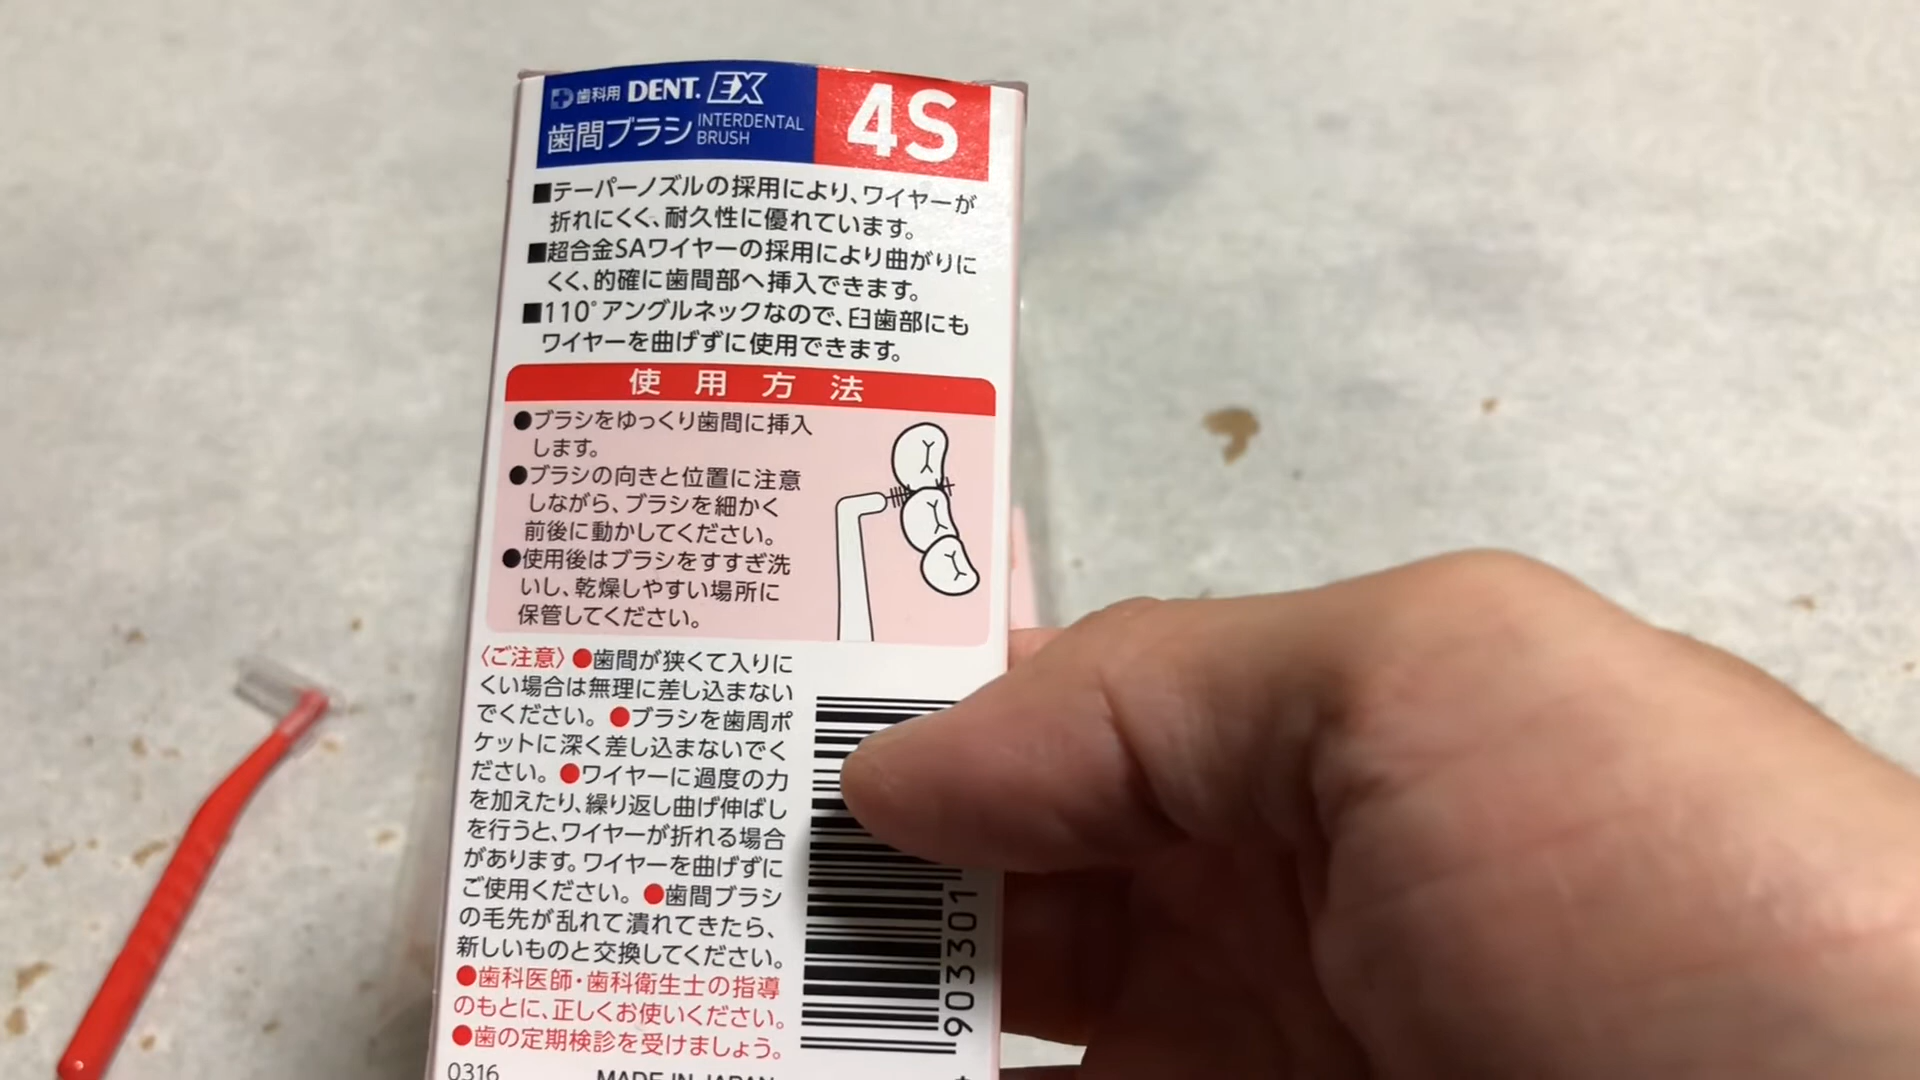 歯科用 DENT. EX
歯間ブラシ INTERDENTAL BRUSH
4S
■テーパーノズルの採用により、ワイヤーが
折れにくく、耐久性に優れています。
■超合金SAワイヤーの採用により曲がりに
くく、的確に歯間部へ挿入できます。
■110°アングルネックなので、臼歯部にも
ワイヤーを曲げずに使用できます。
使用方法
●ブラシをゆっくり歯間に挿入
します。
●ブラシの向きと位置に注意
しながら、ブラシを細かく
前後に動かしてください。
●使用後はブラシをすすぎ洗
いし、乾燥しやすい場所に
保管してください。
〈ご注意〉●歯間が狭くて入りに
くい場合は無理に差し込まない
でください。●ブラシを歯周ポ
ケットに深く差し込まないでく
ださい。●ワイヤーに過度の力
を加えたり、繰り返し曲げ伸ばし
を行うと、ワイヤーが折れる場合
があります。ワイヤーを曲げずに
ご使用ください。●歯間ブラシ
の毛先が乱れて潰れてきたら、
新しいものと交換してください。
●歯科医師・歯科衛生士の指導
のもとに、正しくお使いください。
●歯の定期検診を受けましょう。
0316
MADE IN JAPAN
9033301